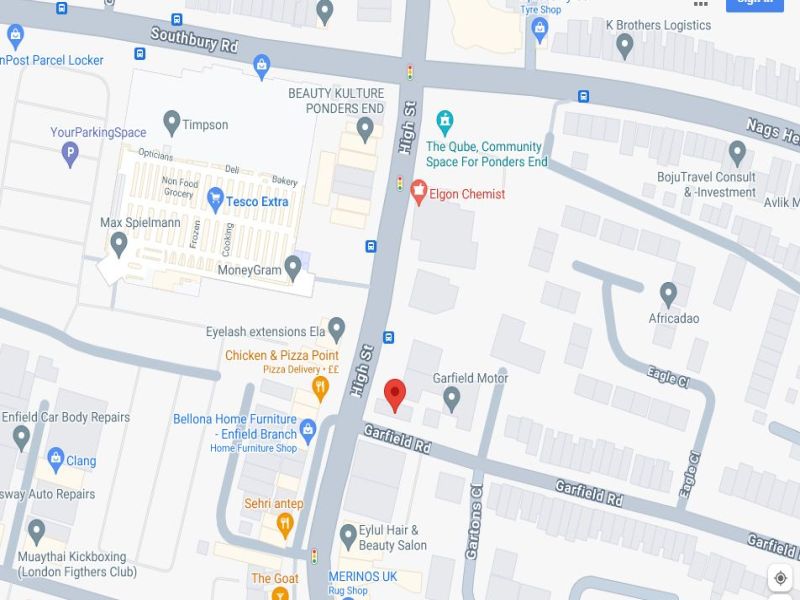 Tyre Shop
K Brothers Logistics
Southbury Rd
nPost Parcel Locker
BEAUTY KULTURE
PONDERS END
High St
Timpson
YourParkingSpace
P
The Qube, Community
Space For Ponders End
Nags He
Opticians
Deli
Bakery
Non Food
Grocery
BojuTravel Consult
& -Investment
Elgon Chemist
Tesco Extra
Avlik M
Max Spielmann
Frozen
Cooking
MoneyGram
Africadao
Eyelash extensions Ela
Chicken & Pizza Point
Pizza Delivery • ££
High St
Garfield Motor
Eagle Cl
Enfield Car Body Repairs
Bellona Home Furniture
- Enfield Branch
Home Furniture Shop
Garfield Rd
Clang
Eagle Cl
sway Auto Repairs
Garfield Rd
Sehri antep
Gartons Cl
Eylul Hair &
Beauty Salon
Garfield
Muaythai Kickboxing
(London Figthers Club)
The Goat
MERINOS UK
Rug Shop